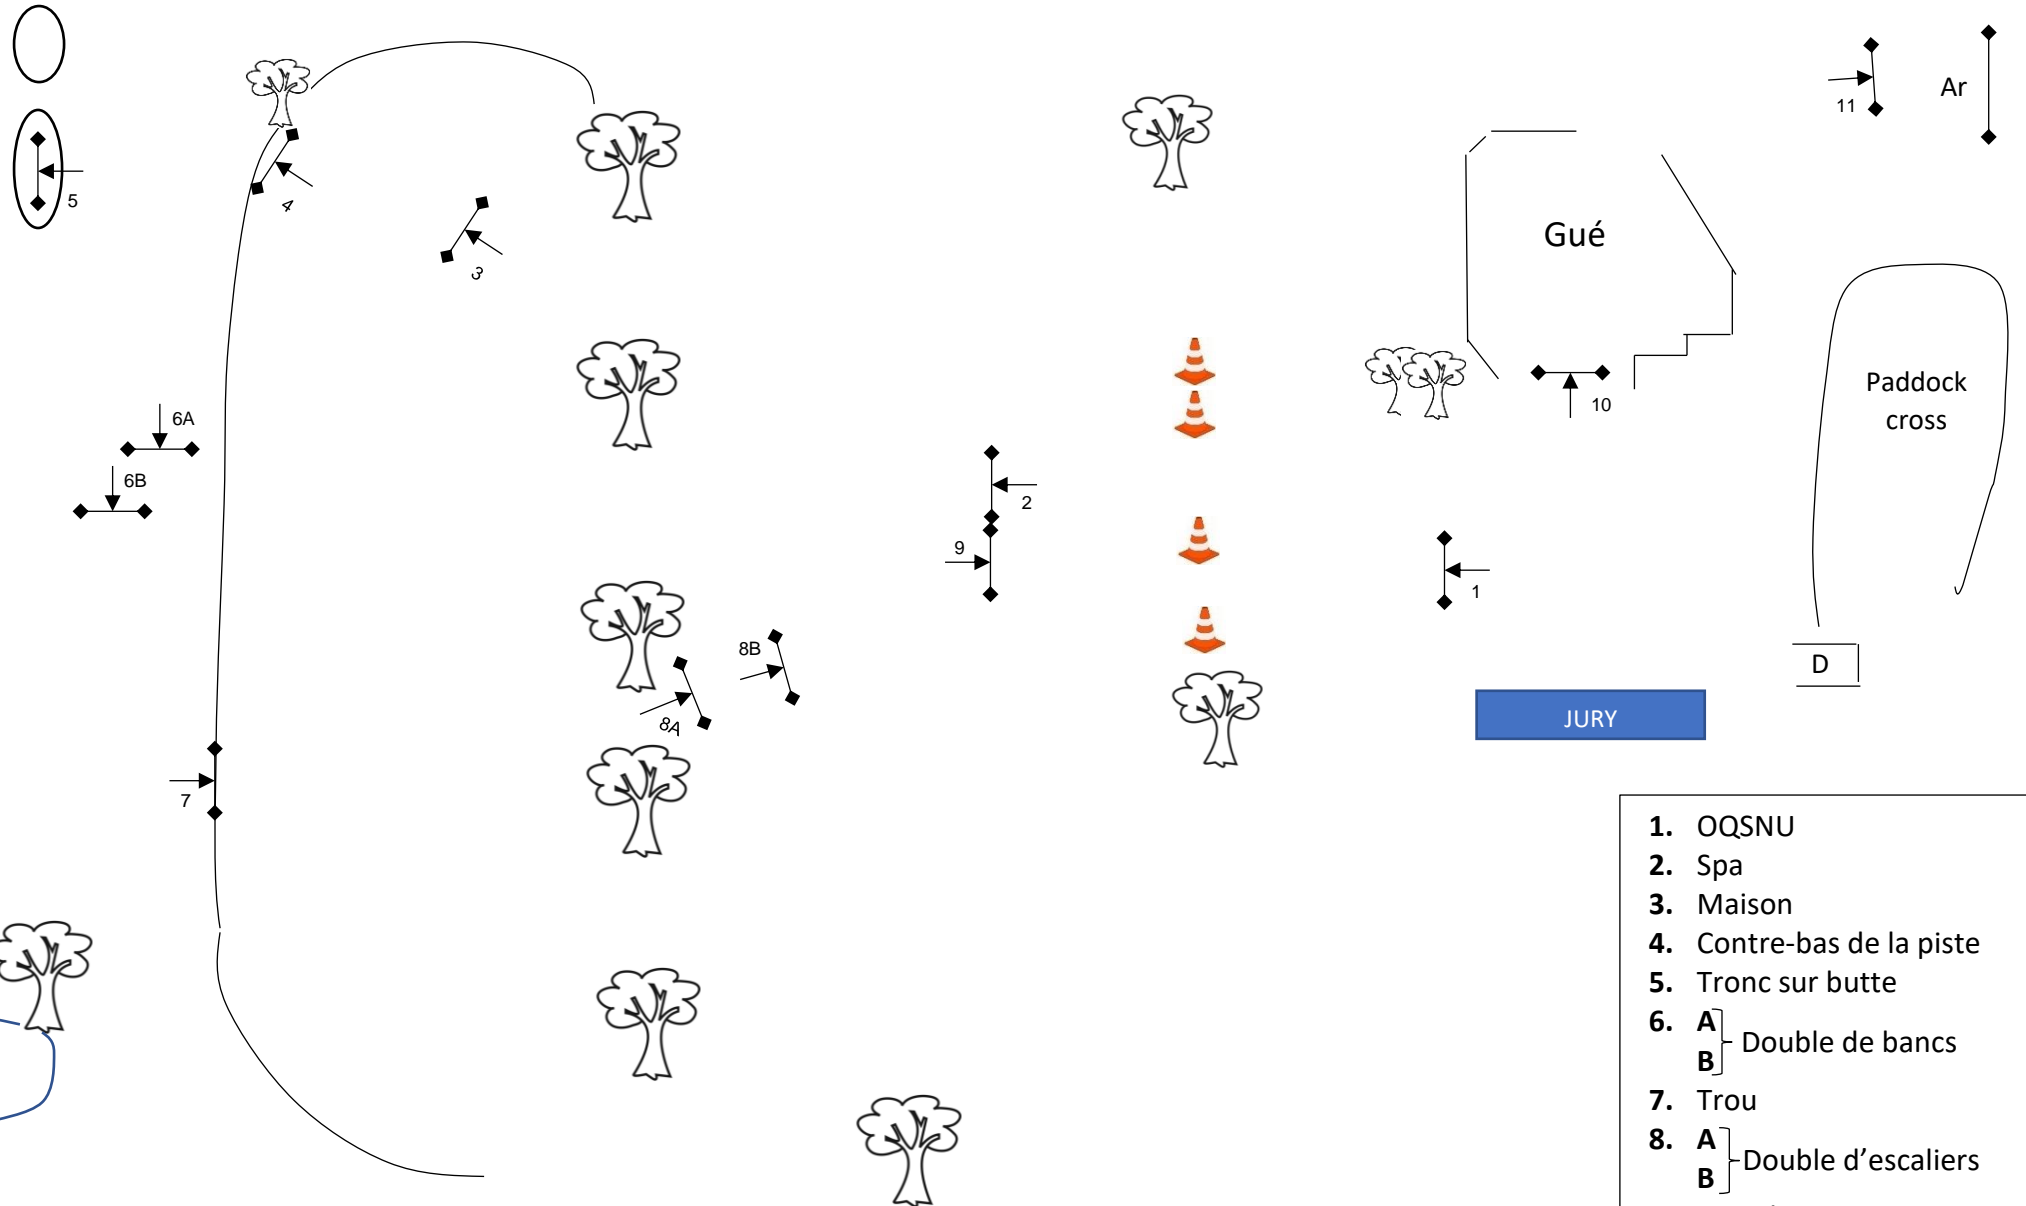 11
Ar
5
4
3
Gué
Paddock
cross
6A
6B
10
2
9
1
8B
8A
D
JURY
7
1. OQSNU
2. Spa
3. Maison
4. Contre-bas de la piste
5. Tronc sur butte
6. A
B
Double de bancs
7. Trou
8. A
B
Double d’escaliers